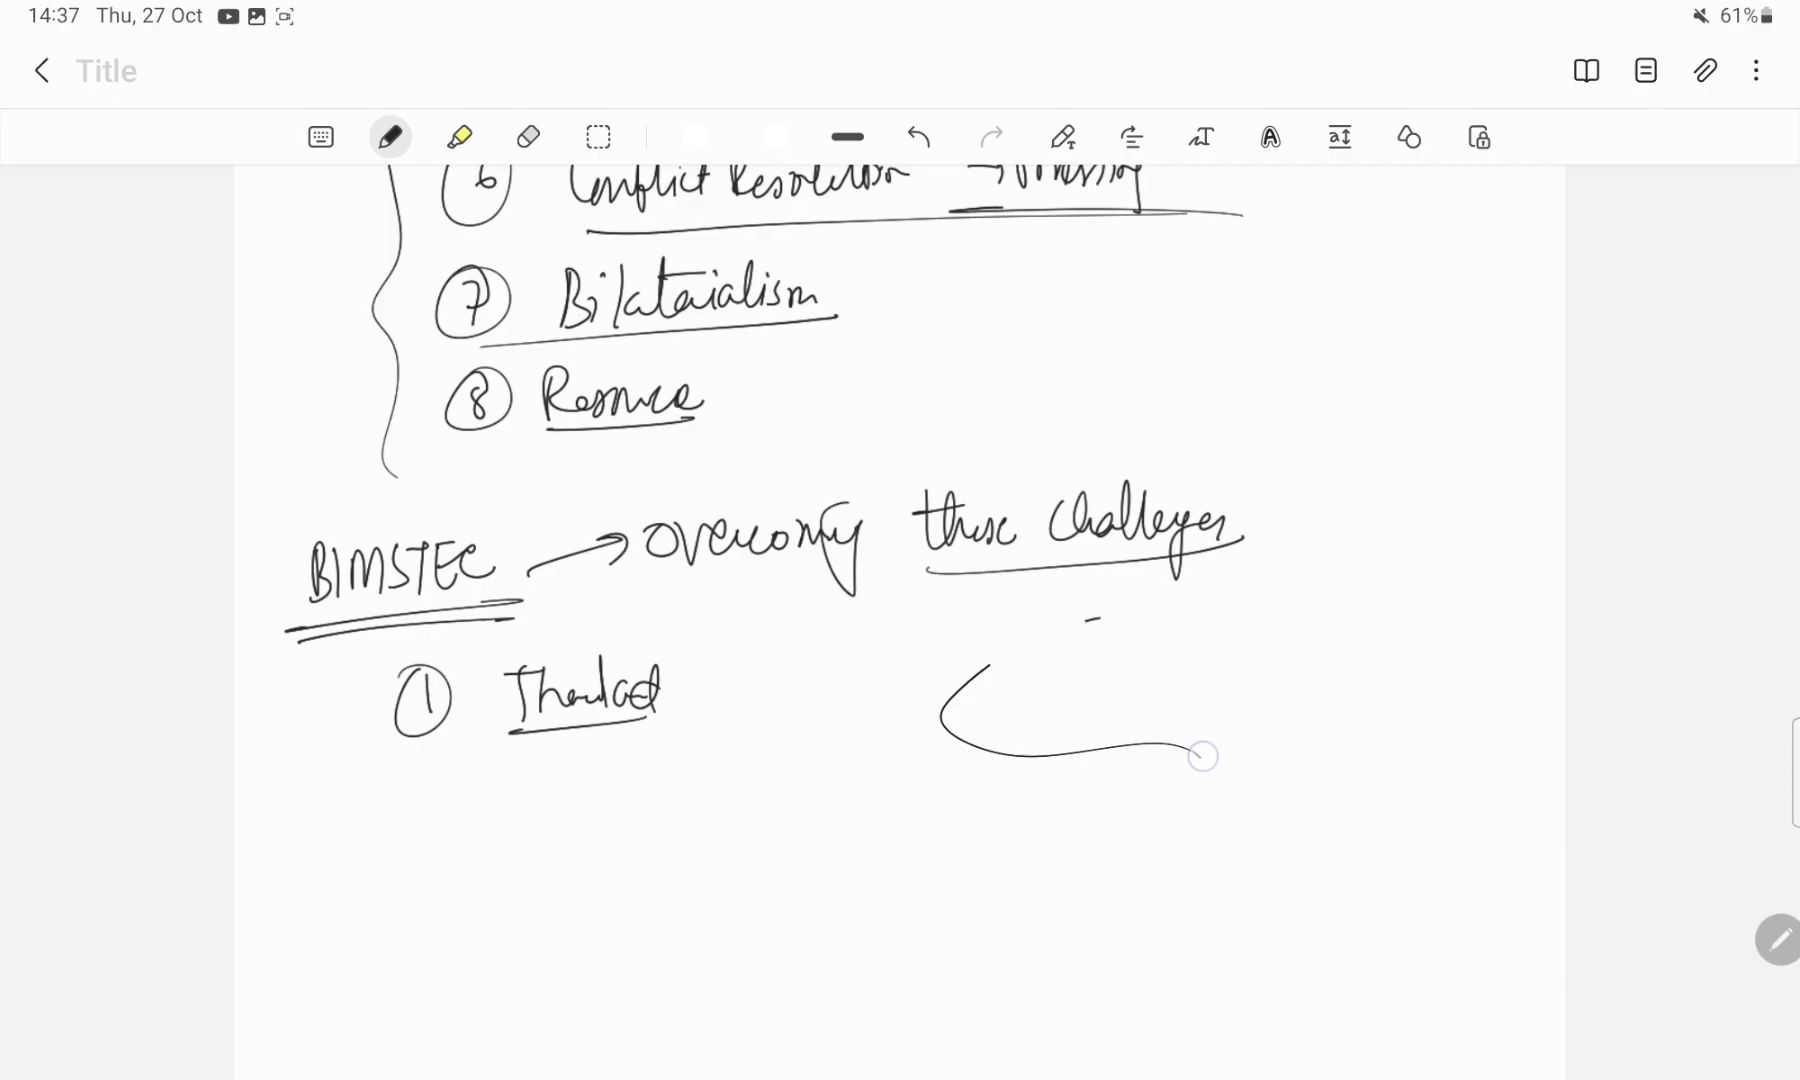 14:37 Thu, 27 Oct 61%
Title
6 Conflict Resolution →
7 Bilataialism
8 Resource
BIMSTEC → overcoming these challenges
1 Thailand